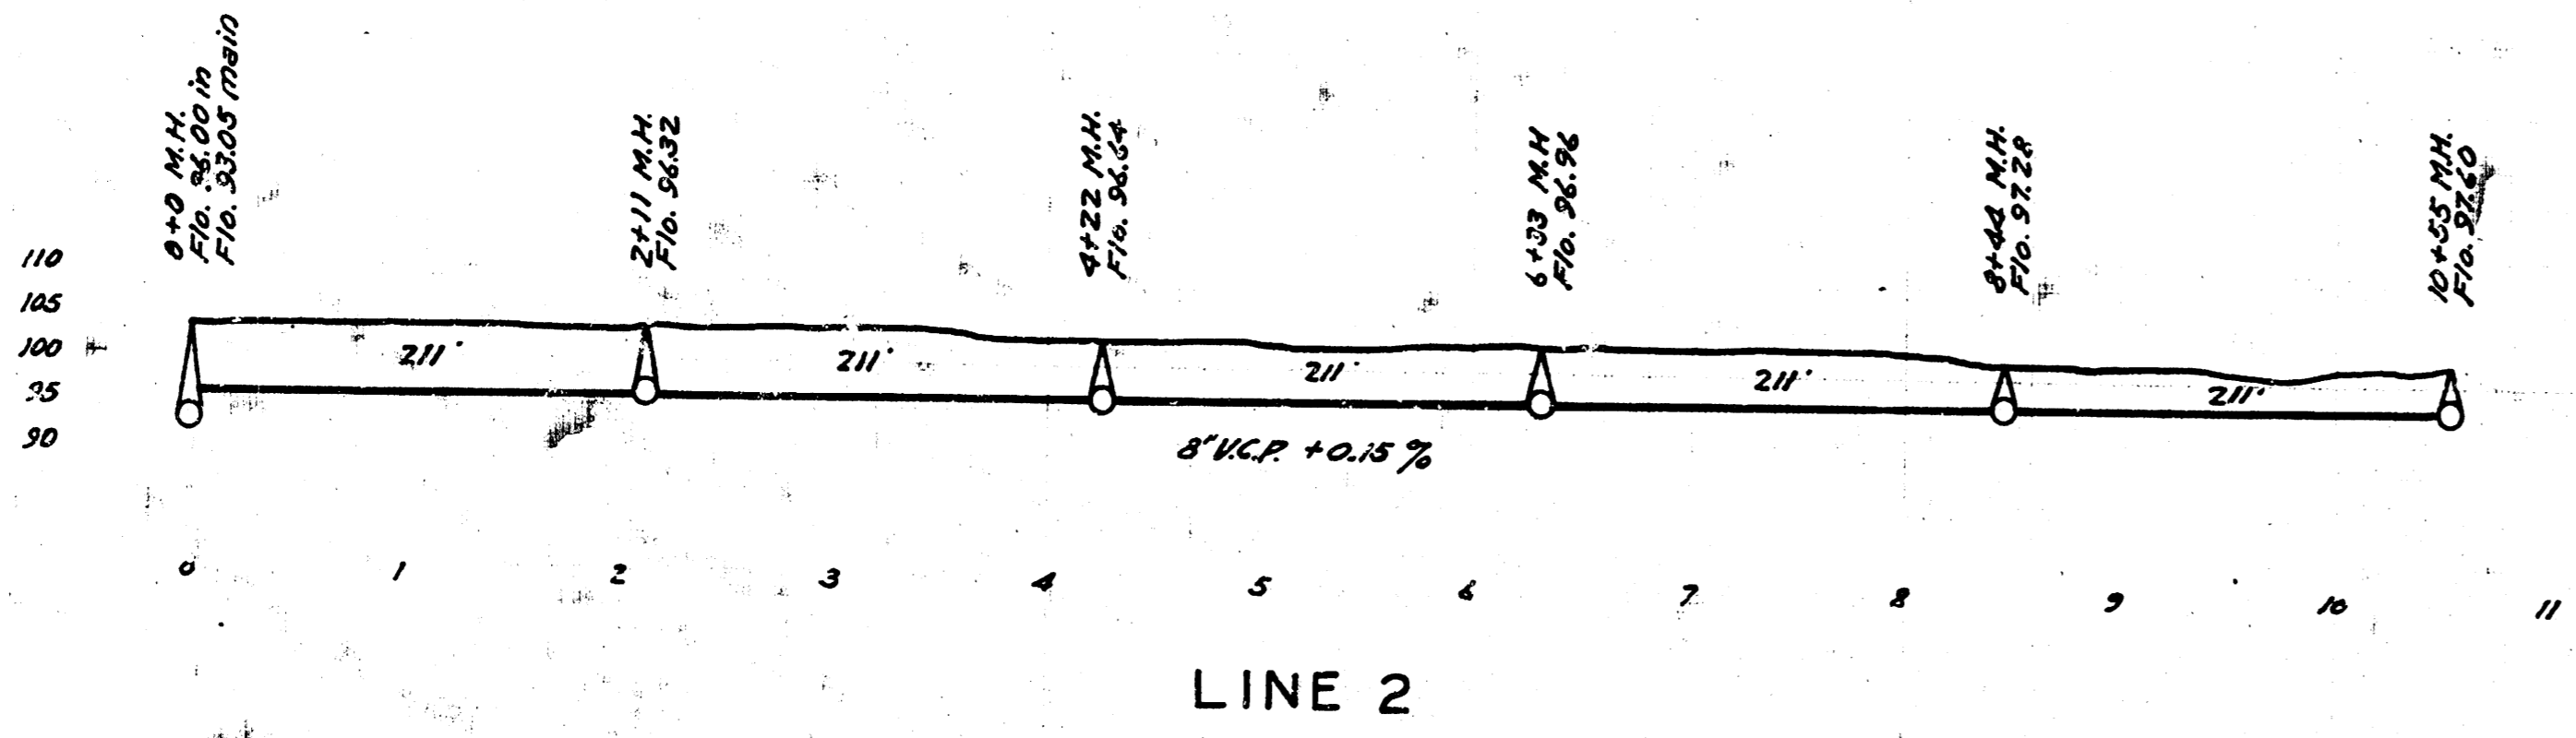 0+0 M.H.
Flo. 96.00 in
Flo. 93.05 main
2+11 M.H.
Flo. 96.32
4+22 M.H.
Flo. 96.64
6+33 M.H
Flo. 96.96
8+44 M.H.
Flo. 97.28
10+55 M.H.
Flo. 97.60
110
105
100
95
90
211'
211'
211'
211'
211'
8" V.C.P. +0.15 %
0 1 2 3 4 5 6 7 8 9 10 11
LINE 2